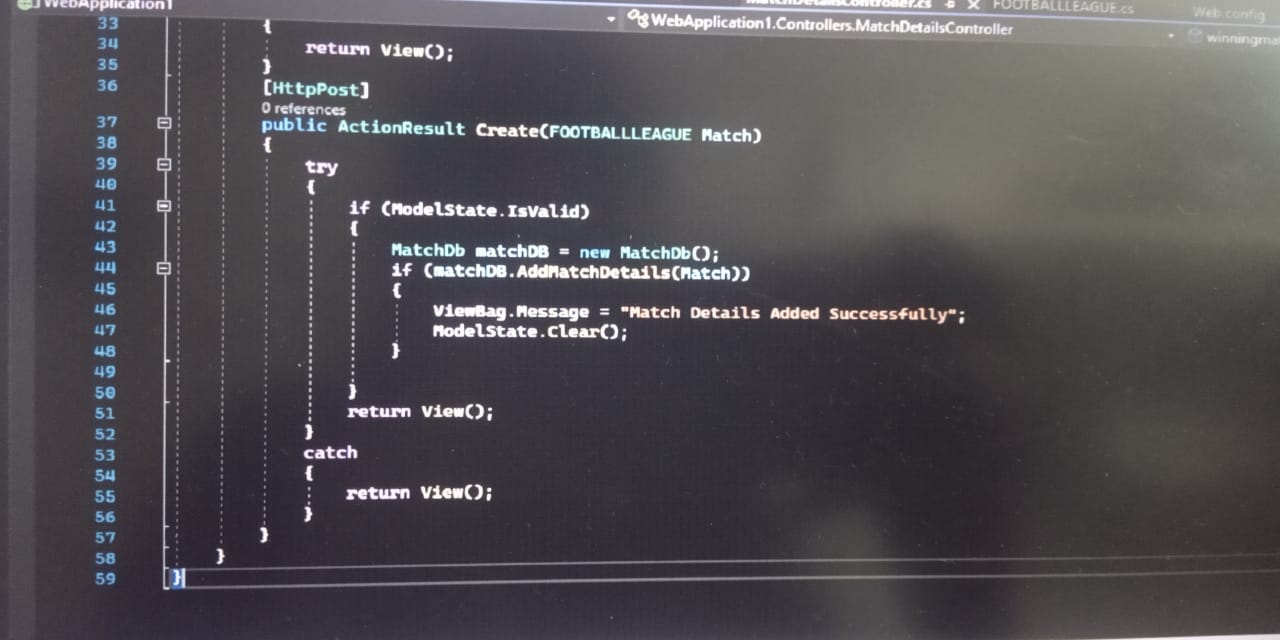 WebApplication1
MatchDetailsController.cs
FOOTBALLLEAGUE.cs
Web.config
WebApplication1.Controllers.MatchDetailsController
33 {
34 return View();
35 }
36 [HttpPost]
0 references
37 public ActionResult Create(FOOTBALLLEAGUE Match)
38 {
39 try
40 {
41 if (ModelState.IsValid)
42 {
43 MatchDb matchDB = new MatchDb();
44 if (matchDB.AddMatchDetails(Match))
45 {
46 ViewBag.Message = "Match Details Added Successfully";
47 ModelState.Clear();
48 }
49
50 }
51 return View();
52 }
53 catch
54 {
55 return View();
56 }
57 }
58 }
59 }